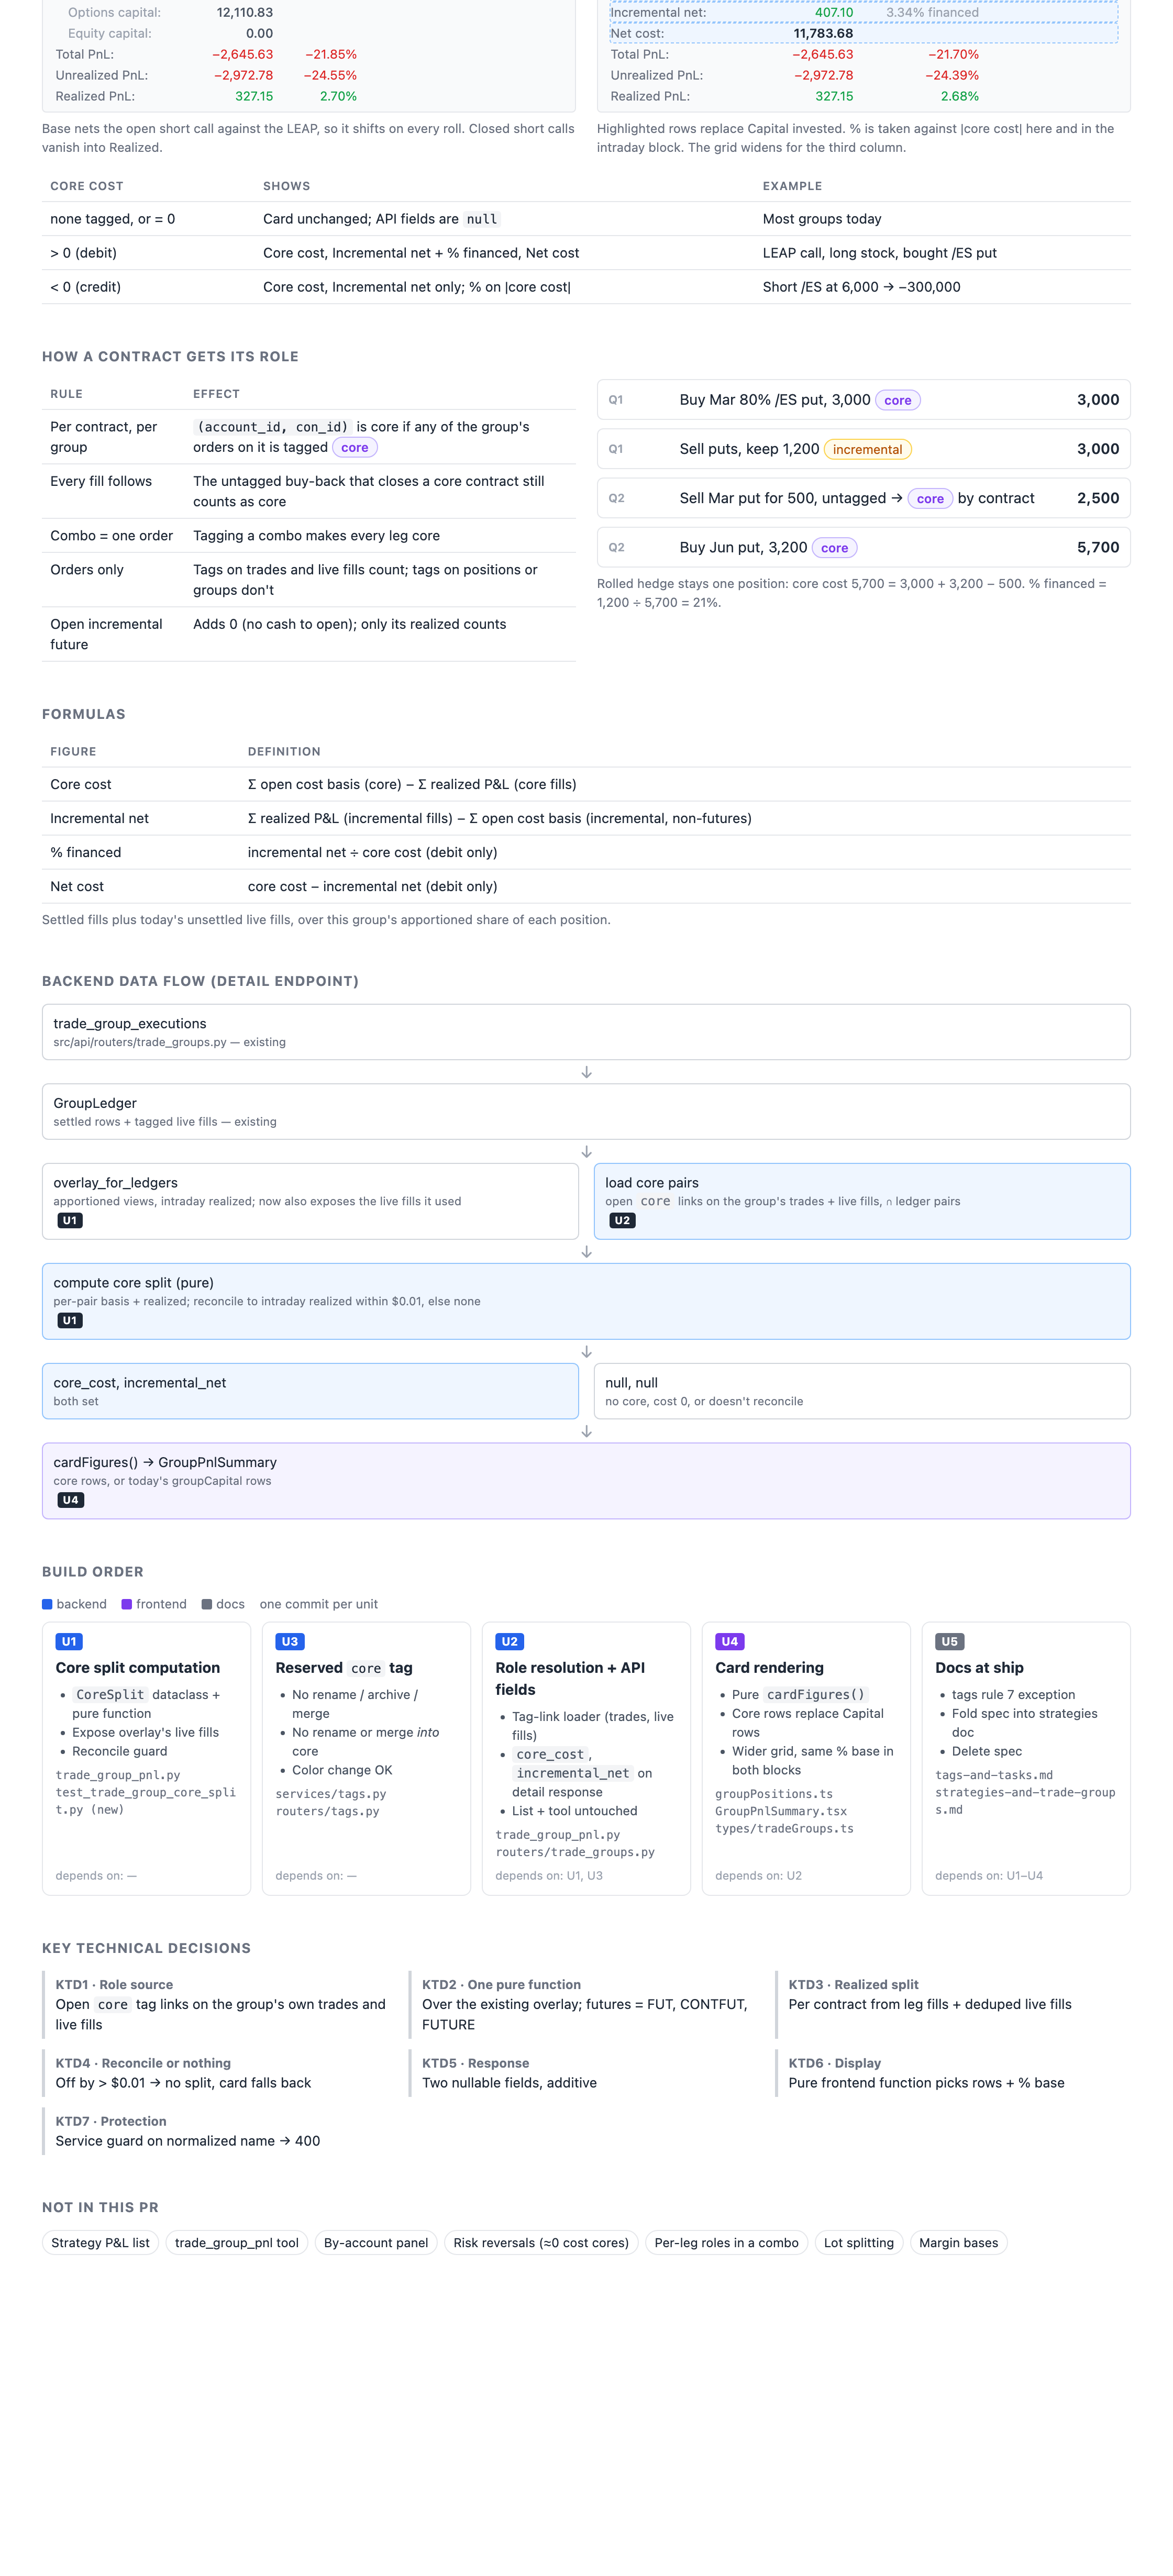 Options capital: 12,110.83
Equity capital: 0.00
Total PnL: −2,645.63 −21.85%
Unrealized PnL: −2,972.78 −24.55%
Realized PnL: 327.15 2.70%
Incremental net: 407.10 3.34% financed
Net cost: 11,783.68
Total PnL: −2,645.63 −21.70%
Unrealized PnL: −2,972.78 −24.39%
Realized PnL: 327.15 2.68%
Base nets the open short call against the LEAP, so it shifts on every roll. Closed short calls
vanish into Realized.
Highlighted rows replace Capital invested. % is taken against |core cost| here and in the
intraday block. The grid widens for the third column.
CORE COST SHOWS EXAMPLE
none tagged, or = 0 Card unchanged; API fields are null Most groups today
> 0 (debit) Core cost, Incremental net + % financed, Net cost LEAP call, long stock, bought /ES put
< 0 (credit) Core cost, Incremental net only; % on |core cost| Short /ES at 6,000 → −300,000
HOW A CONTRACT GETS ITS ROLE
RULE EFFECT
Per contract, per
group
(account_id, con_id) is core if any of the group's
orders on it is tagged core
Every fill follows
The untagged buy-back that closes a core contract still
counts as core
Combo = one order Tagging a combo makes every leg core
Orders only
Tags on trades and live fills count; tags on positions or
groups don't
Open incremental
future
Adds 0 (no cash to open); only its realized counts
Q1 Buy Mar 80% /ES put, 3,000 core 3,000
Q1 Sell puts, keep 1,200 incremental 3,000
Q2 Sell Mar put for 500, untagged → core by contract 2,500
Q2 Buy Jun put, 3,200 core 5,700
Rolled hedge stays one position: core cost 5,700 = 3,000 + 3,200 − 500. % financed =
1,200 ÷ 5,700 = 21%.
FORMULAS
FIGURE DEFINITION
Core cost Σ open cost basis (core) − Σ realized P&L (core fills)
Incremental net Σ realized P&L (incremental fills) − Σ open cost basis (incremental, non-futures)
% financed incremental net ÷ core cost (debit only)
Net cost core cost − incremental net (debit only)
Settled fills plus today's unsettled live fills, over this group's apportioned share of each position.
BACKEND DATA FLOW (DETAIL ENDPOINT)
trade_group_executions
src/api/routers/trade_groups.py — existing
↓
GroupLedger
settled rows + tagged live fills — existing
↓
overlay_for_ledgers
apportioned views, intraday realized; now also exposes the live fills it used
U1
load core pairs
open core links on the group's trades + live fills, ∩ ledger pairs
U2
↓
compute core split (pure)
per-pair basis + realized; reconcile to intraday realized within $0.01, else none
U1
↓
core_cost, incremental_net
both set
null, null
no core, cost 0, or doesn't reconcile
↓
cardFigures() → GroupPnlSummary
core rows, or today's groupCapital rows
U4
BUILD ORDER
backend frontend docs one commit per unit
U1
Core split computation
• CoreSplit dataclass +
pure function
• Expose overlay's live fills
• Reconcile guard
trade_group_pnl.py
test_trade_group_core_spli
t.py (new)
depends on: —
U3
Reserved core tag
• No rename / archive /
merge
• No rename or merge into
core
• Color change OK
services/tags.py
routers/tags.py
depends on: —
U2
Role resolution + API
fields
• Tag-link loader (trades, live
fills)
• core_cost,
incremental_net on
detail response
• List + tool untouched
trade_group_pnl.py
routers/trade_groups.py
depends on: U1, U3
U4
Card rendering
• Pure cardFigures()
• Core rows replace Capital
rows
• Wider grid, same % base in
both blocks
groupPositions.ts
GroupPnlSummary.tsx
types/tradeGroups.ts
depends on: U2
U5
Docs at ship
• tags rule 7 exception
• Fold spec into strategies
doc
• Delete spec
tags-and-tasks.md
strategies-and-trade-group
s.md
depends on: U1–U4
KEY TECHNICAL DECISIONS
KTD1 · Role source
Open core tag links on the group's own trades and
live fills
KTD2 · One pure function
Over the existing overlay; futures = FUT, CONTFUT,
FUTURE
KTD3 · Realized split
Per contract from leg fills + deduped live fills
KTD4 · Reconcile or nothing
Off by > $0.01 → no split, card falls back
KTD5 · Response
Two nullable fields, additive
KTD6 · Display
Pure frontend function picks rows + % base
KTD7 · Protection
Service guard on normalized name → 400
NOT IN THIS PR
Strategy P&L list trade_group_pnl tool By-account panel Risk reversals (≈0 cost cores) Per-leg roles in a combo Lot splitting Margin bases